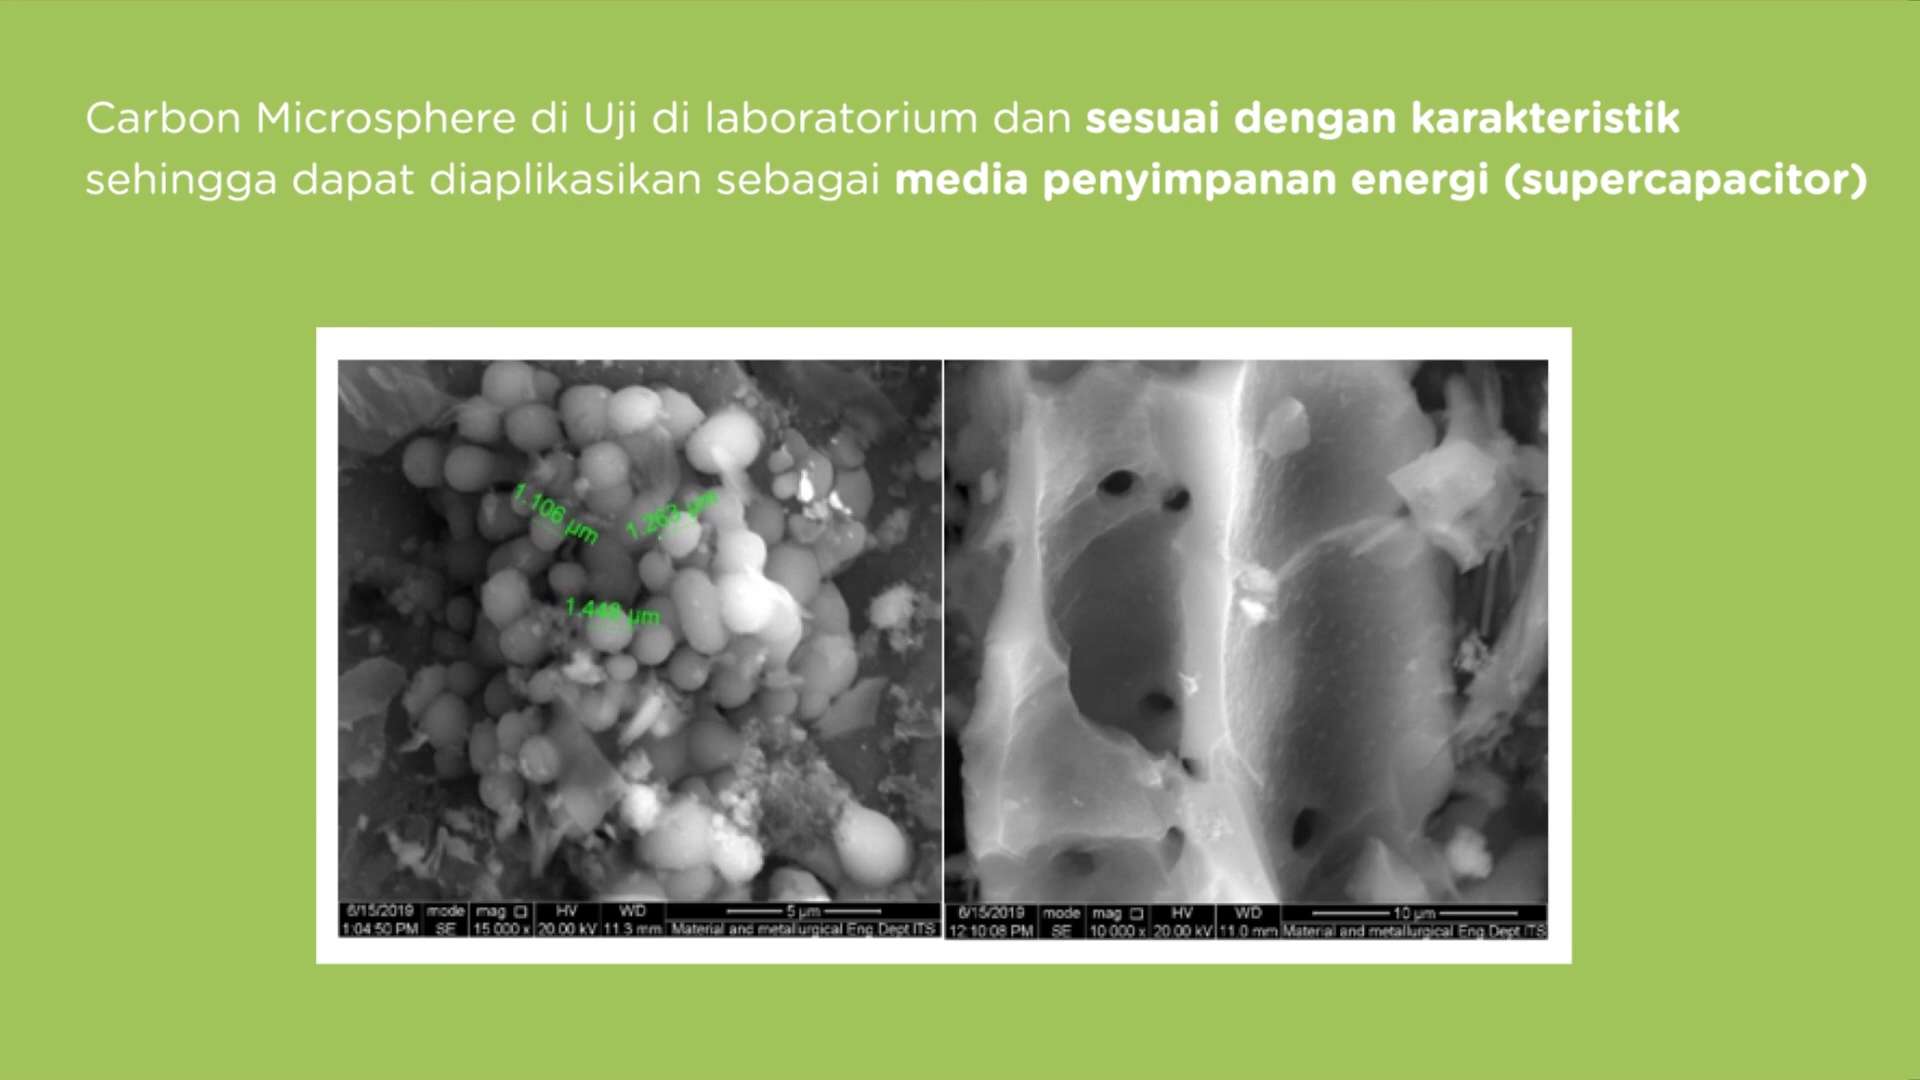 Carbon Microsphere di Uji di laboratorium dan sesuai dengan karakteristik
sehingga dapat diaplikasikan sebagai media penyimpanan energi (supercapacitor)
1.106 µm
1.263 µm
1.448 µm
6/15/2019 mode mag HV WD 5 µm
1:04:50 PM SE 15 000 x 20.00 kV 11.3 mm Material and metallurgical Eng Dept ITS
6/15/2019 mode mag HV WD 10 µm
12:10:08 PM SE 10 000 x 20.00 kV 11.0 mm Material and metallurgical Eng Dept ITS